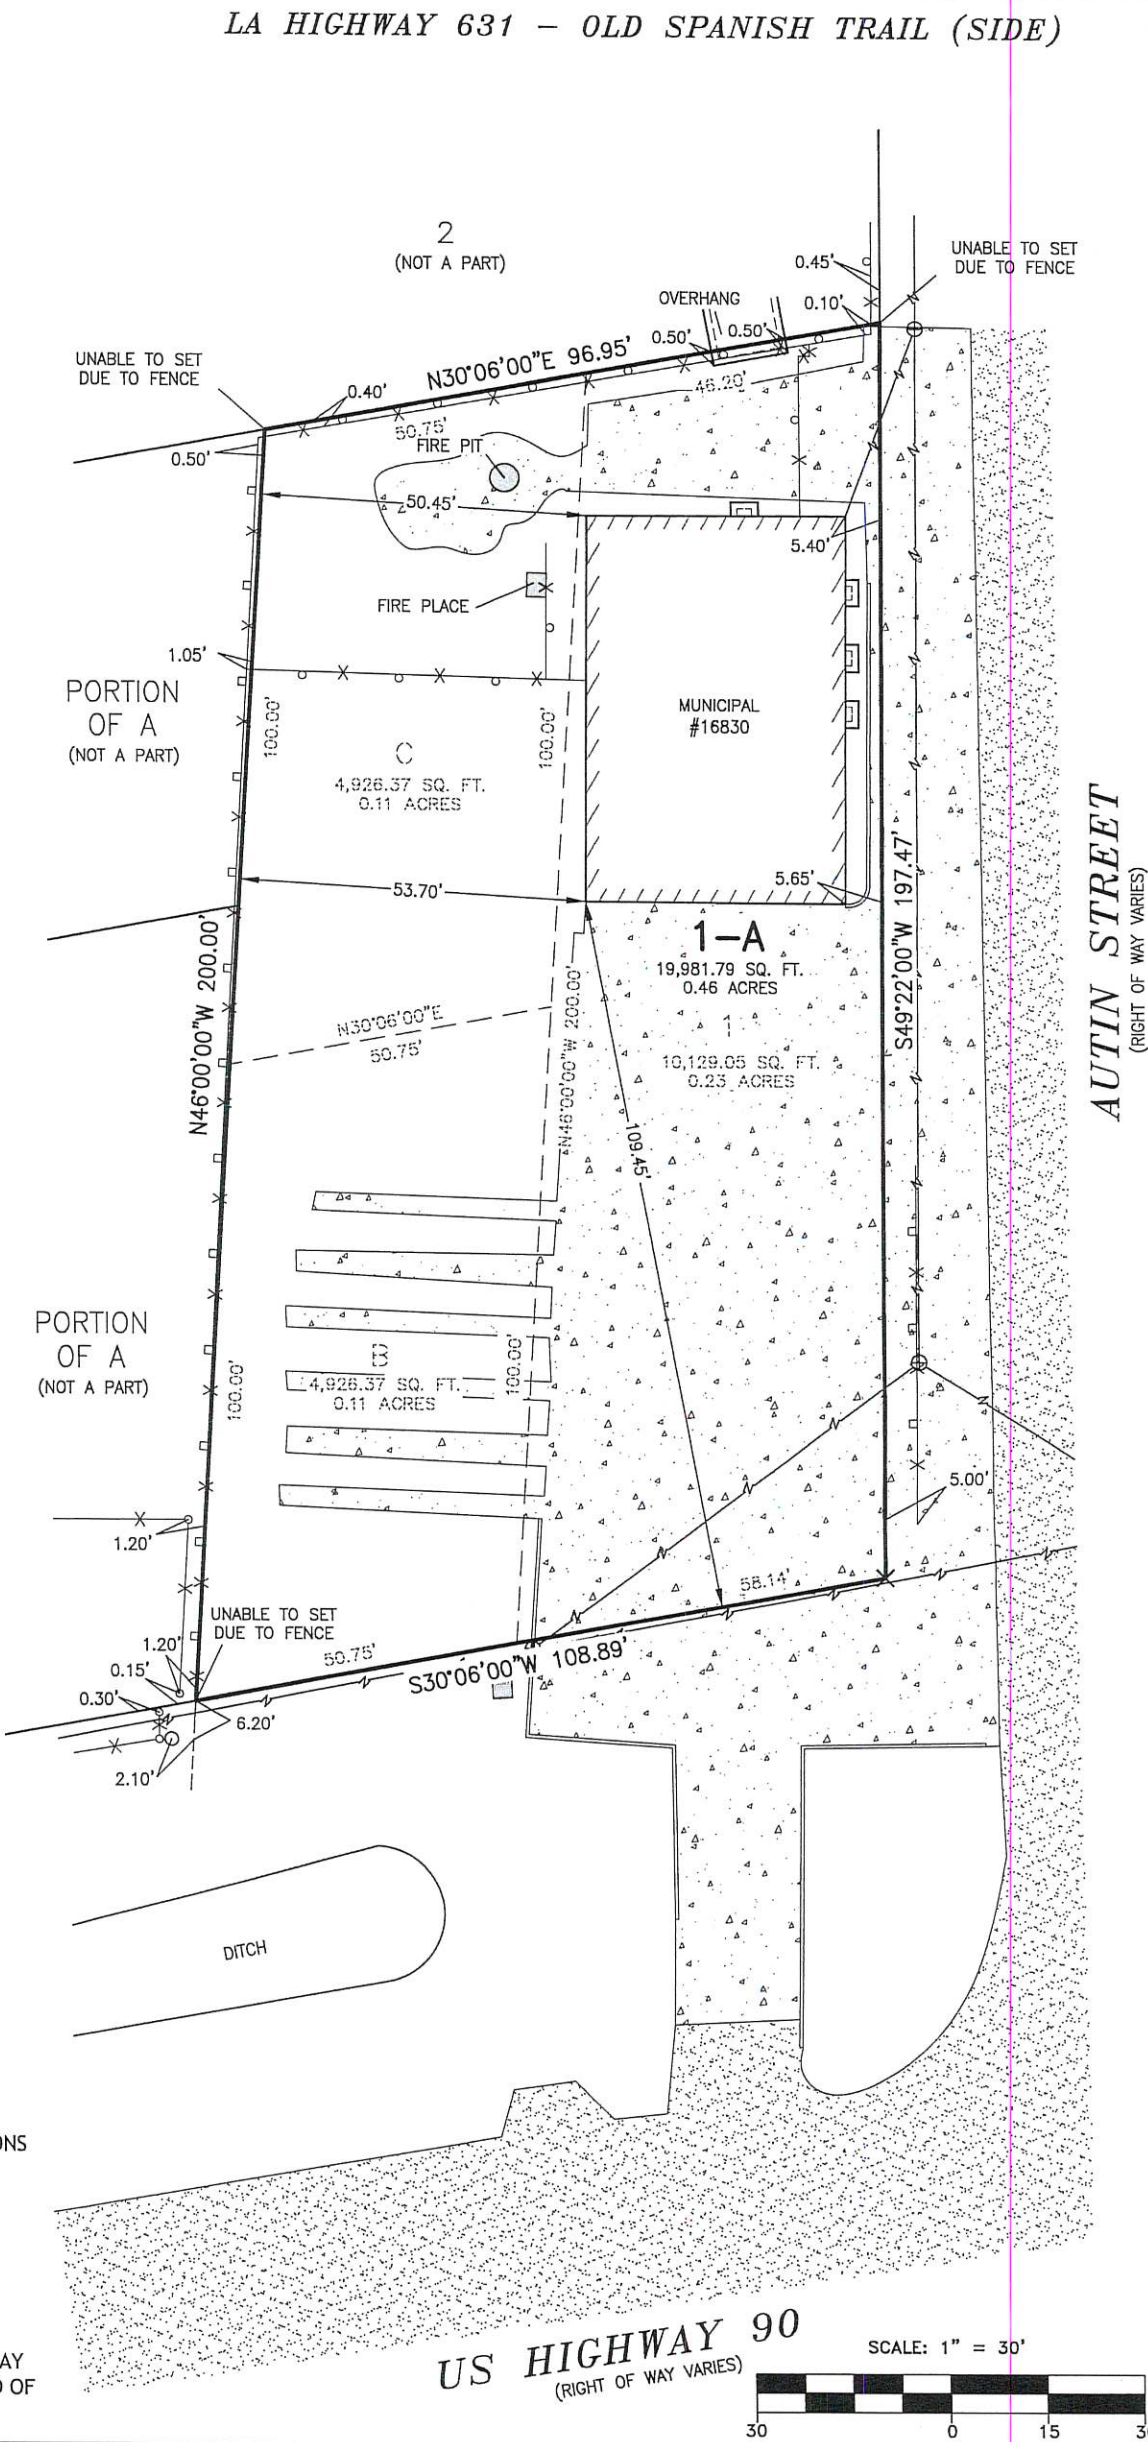 LA HIGHWAY 631 – OLD SPANISH TRAIL (SIDE)
2
(NOT A PART)
UNABLE TO SET
DUE TO FENCE
0.45'
0.10'
OVERHANG
0.50'
0.50'
UNABLE TO SET
DUE TO FENCE
N30°06'00"E 96.95'
0.40'
46.20'
50.75'
FIRE PIT
0.50'
50.45'
5.40'
FIRE PLACE
1.05'
PORTION
OF A
(NOT A PART)
100.00'
100.00'
MUNICIPAL
#16830
C
4,926.37 SQ. FT.
0.11 ACRES
53.70'
5.65'
S49°22'00"W 197.47'
AUTIN STREET
(RIGHT OF WAY VARIES)
1-A
19,981.79 SQ. FT.
0.46 ACRES
N46°00'00"W 200.00'
N30°06'00"E
50.75'
N46°00'00"W 200.00'
1
10,129.05 SQ. FT.
0.23 ACRES
109.45'
PORTION
OF A
(NOT A PART)
100.00'
100.00'
B
4,926.37 SQ. FT.
0.11 ACRES
5.00'
1.20'
58.14'
UNABLE TO SET
DUE TO FENCE
1.20'
0.15'
0.30'
50.75'
S30°06'00"W 108.89'
6.20'
2.10'
DITCH
ONS
US HIGHWAY 90
(RIGHT OF WAY VARIES)
AY
OF
SCALE: 1" = 30'
30 0 15